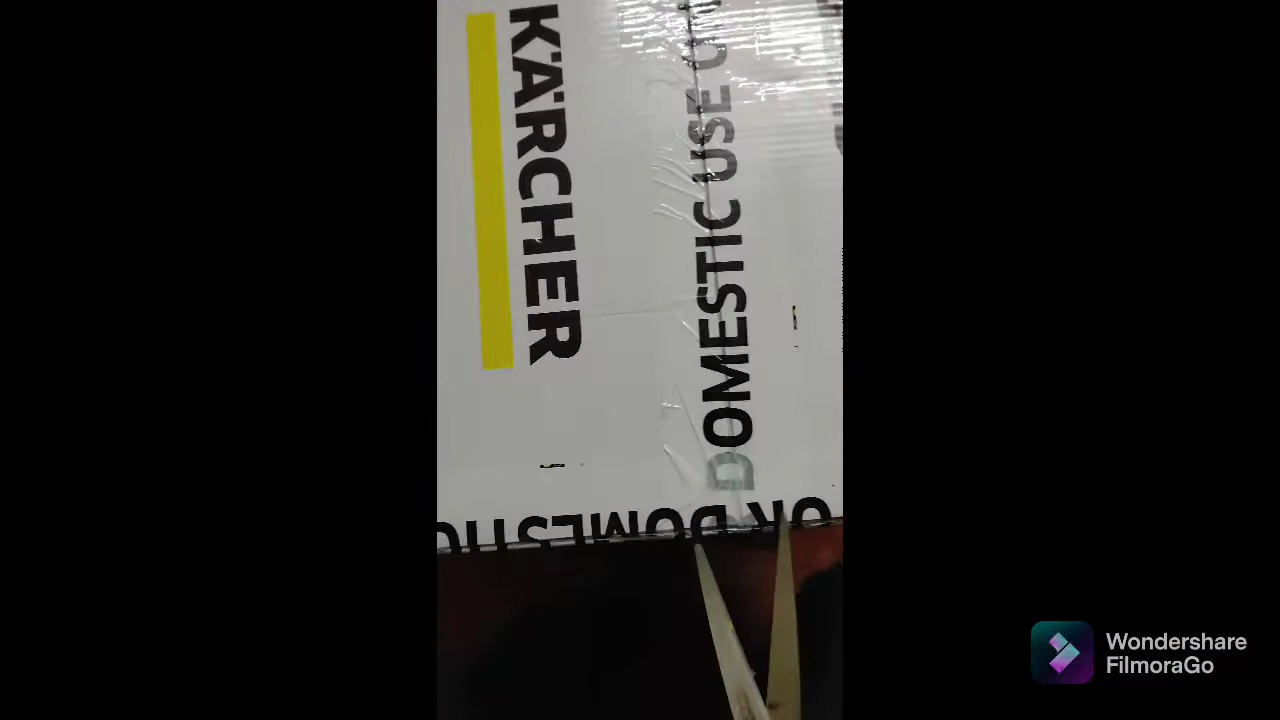 KÄRCHER
DOMESTIC USE
OR DOMESTIC
Wondershare
FilmoraGo